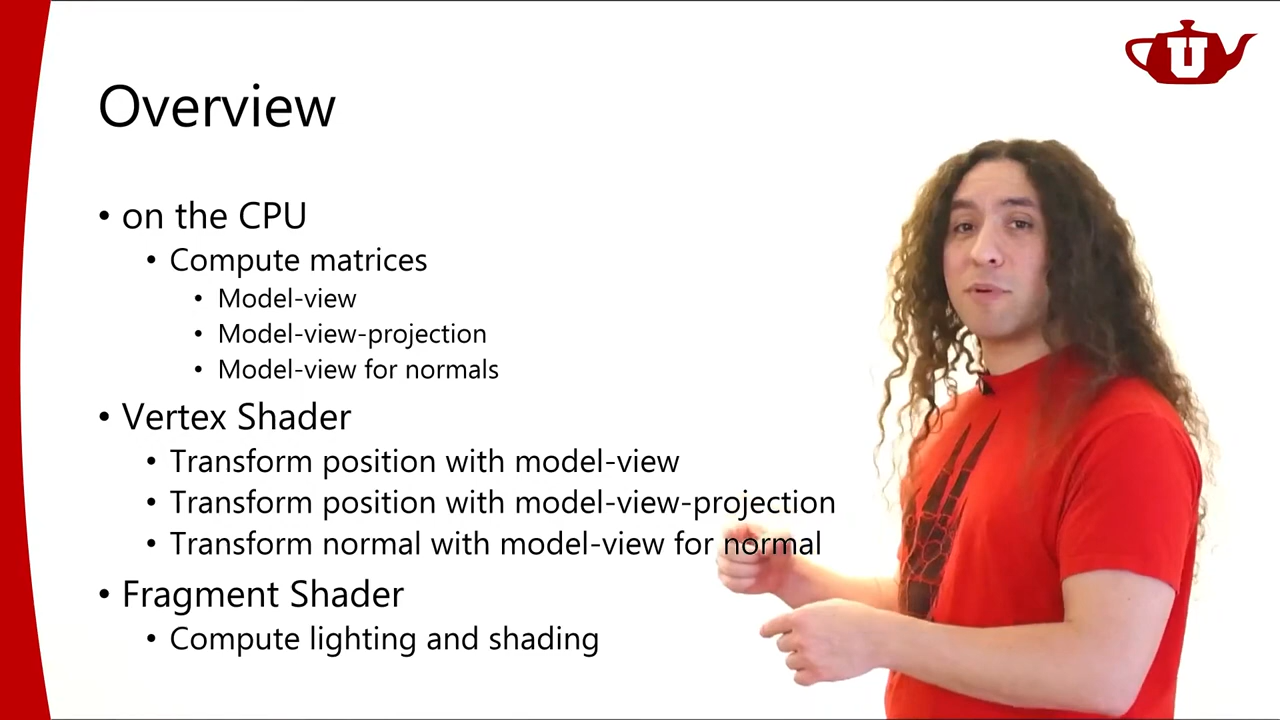 U
Overview
• on the CPU
• Compute matrices
• Model-view
• Model-view-projection
• Model-view for normals
• Vertex Shader
• Transform position with model-view
• Transform position with model-view-projection
• Transform normal with model-view for normal
• Fragment Shader
• Compute lighting and shading